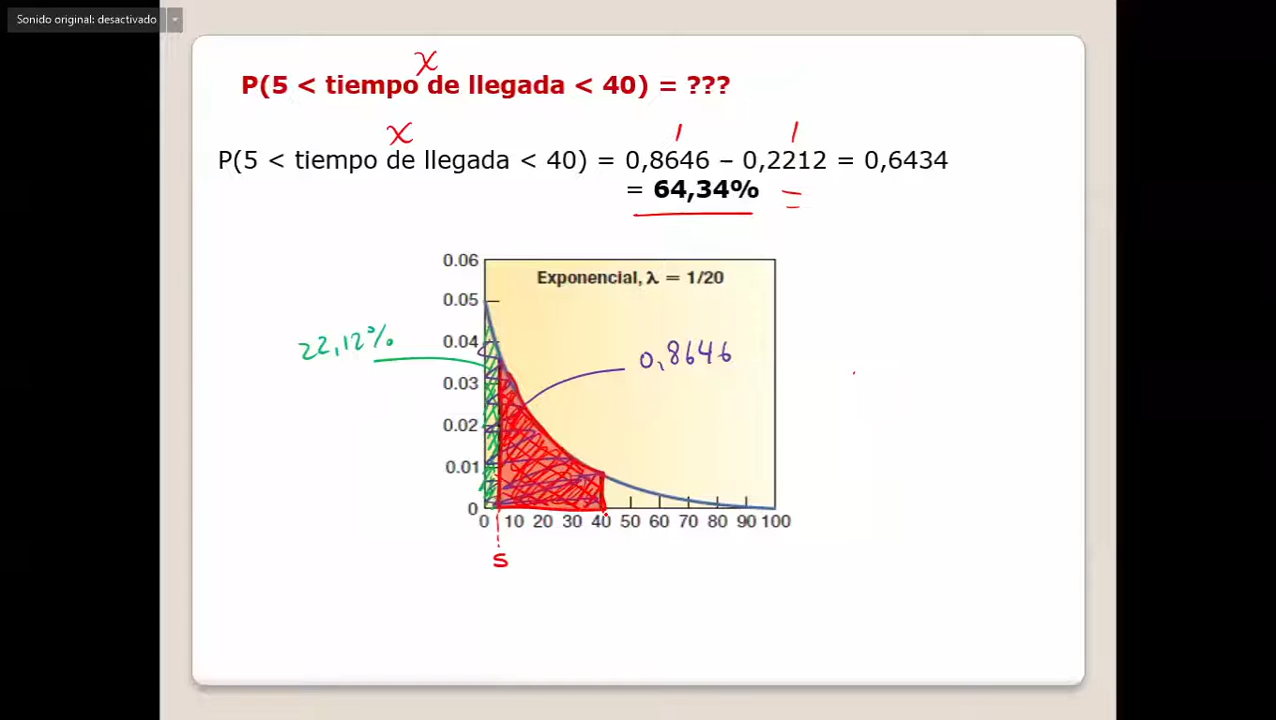 Sonido original: desactivado
x
P(5 < tiempo de llegada < 40) = ???
x
P(5 < tiempo de llegada < 40) = 0,8646 – 0,2212 = 0,6434
= 64,34% =
0.06
Exponencial, λ = 1/20
0.05
0.04
22,12%
0,8646
0.03
0.02
0.01
0
0 10 20 30 40 50 60 70 80 90 100
5